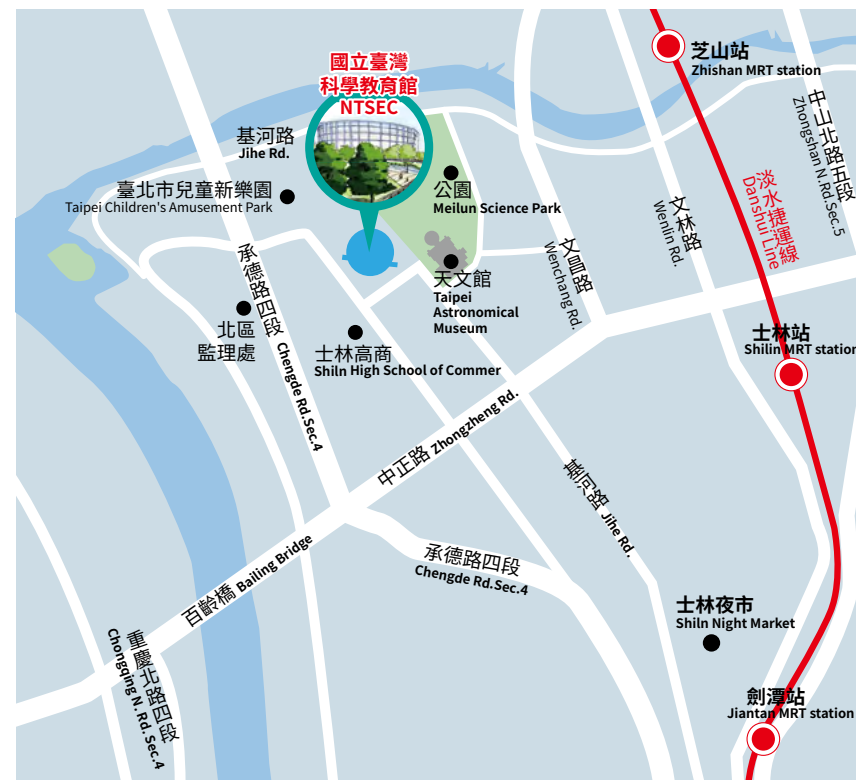 國立臺灣
科學教育館
NTSEC
芝山站
Zhishan MRT station
中山北路五段
Zhongshan N.Rd.Sec.5
基河路
Jihe Rd.
臺北市兒童新樂園
Taipei Children's Amusement Park
公園
Meilun Science Park
文林路
Wenlin Rd.
淡水捷運線
Danshui Line
文昌路
Wenchang Rd.
承德路四段
Chengde Rd.Sec.4
天文館
Taipei
Astronomical
Museum
北區
監理處
士林高商
Shiln High School of Commer
士林站
Shilin MRT station
中正路 Zhongzheng Rd.
基河路 Jihe Rd.
百齡橋 Bailing Bridge
承德路四段
Chengde Rd.Sec.4
士林夜市
Shiln Night Market
重慶北路四段
Chongqing N. Rd. Sec.4
劍潭站
Jiantan MRT station